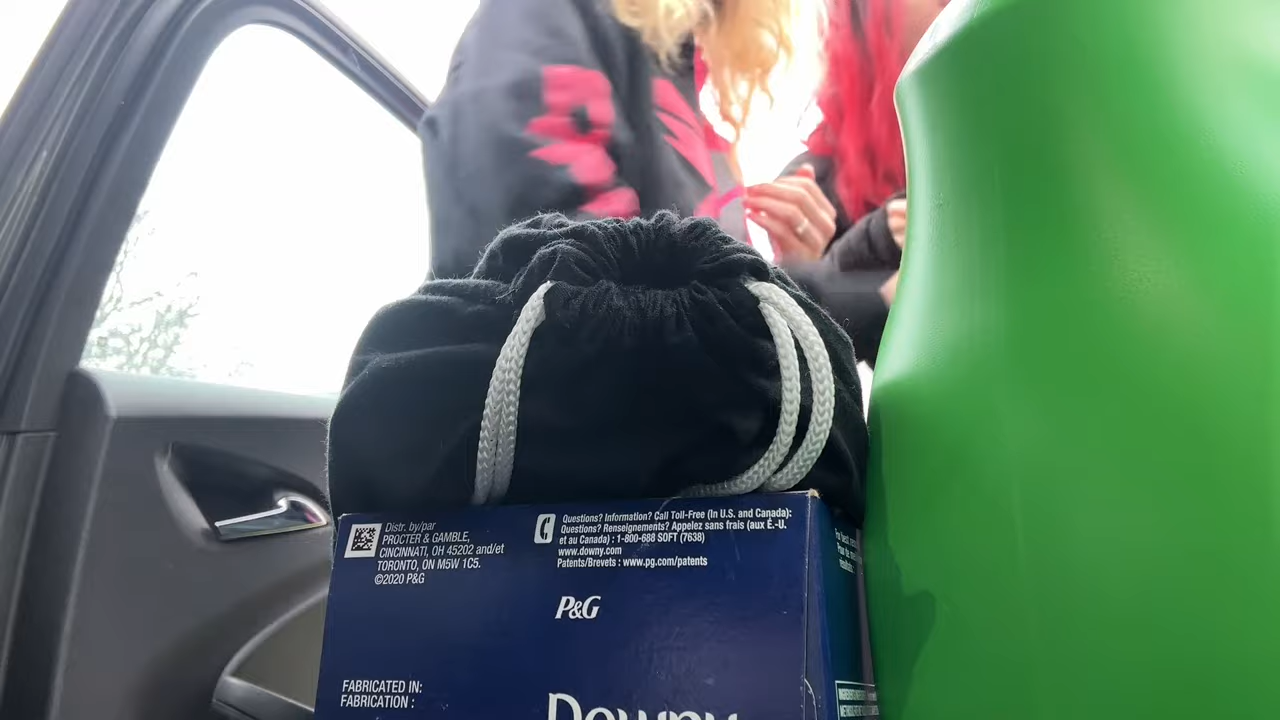 Distr. by/par
PROCTER & GAMBLE,
CINCINNATI, OH 45202 and/et
TORONTO, ON M5W 1C5.
©2020 P&G
Questions? Information? Call Toll-Free (In U.S. and Canada):
Questions? Renseignements? Appelez sans frais (aux É.-U.
et au Canada) : 1-800-688 SOFT (7638)
www.downy.com
Patents/Brevets : www.pg.com/patents
P&G
FABRICATED IN:
FABRICATION :
Downy